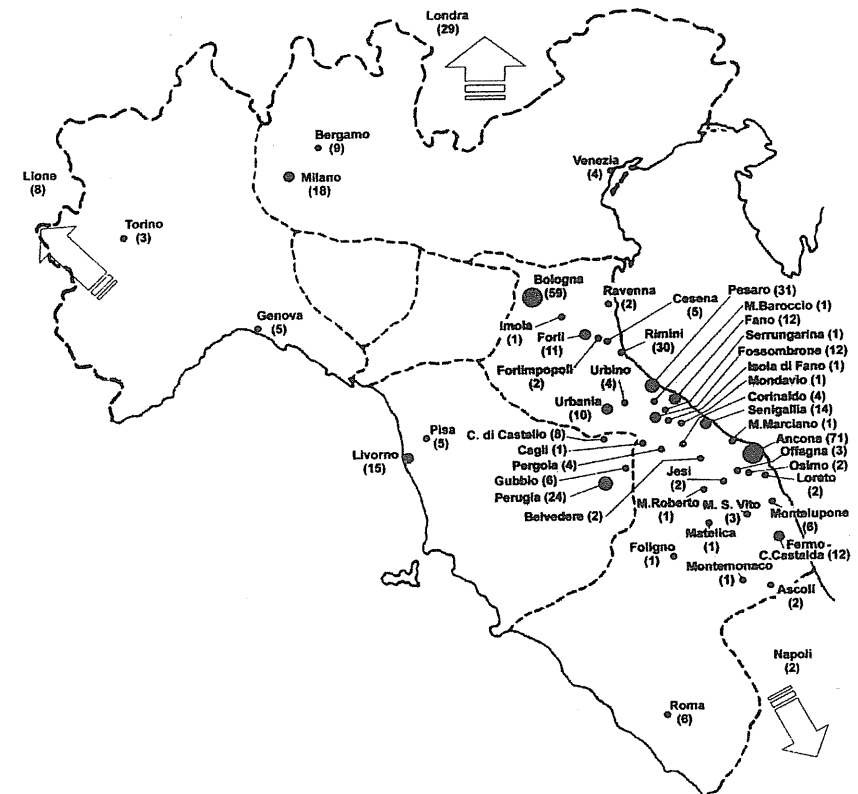 Londra
(29)
Bergamo
(9)
Milano
(18)
Venezia
(4)
Lione
(8)
Torino
(3)
Genova
(5)
Bologna
(59)
Ravenna
(2)
Imola
(1)
Forlì
(11)
Forlimpopoli
(2)
Cesena
(5)
Rimini
(30)
Pesaro (31)
M.Baroccio (1)
Fano (12)
Serrungarina (1)
Fossombrone (12)
Isola di Fano (1)
Mondavio (1)
Corinaldo (4)
Senigallia (14)
M.Marciano (1)
Ancona (71)
Offagna (3)
Osimo (2)
Loreto
(2)
Urbino
(4)
Urbania
(10)
Pisa
(5)
Livorno
(15)
C. di Castello (8)
Cagli (1)
Pergola (4)
Gubbio (6)
Perugia (24)
Belvedere (2)
Jesi
(2)
M.Roberto
(1)
M. S. Vito
(3)
Matelica
(1)
Montelupone
(6)
Fermo
C.Castalda (12)
Foligno
(1)
Montemonaco
(1)
Ascoli
(2)
Napoli
(2)
Roma
(6)